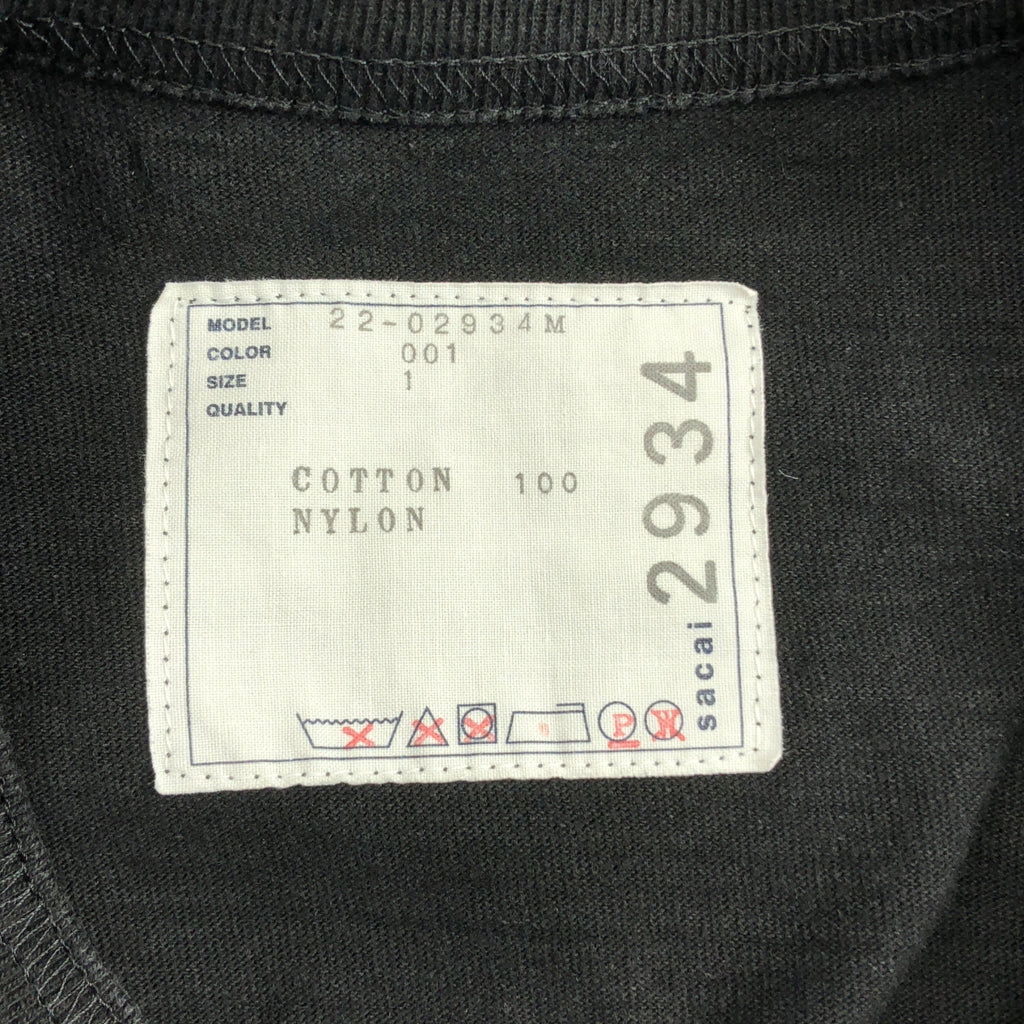 MODEL 22-02934M
COLOR 001
SIZE 1
QUALITY
COTTON 100
NYLON
sacai 2934
P
W